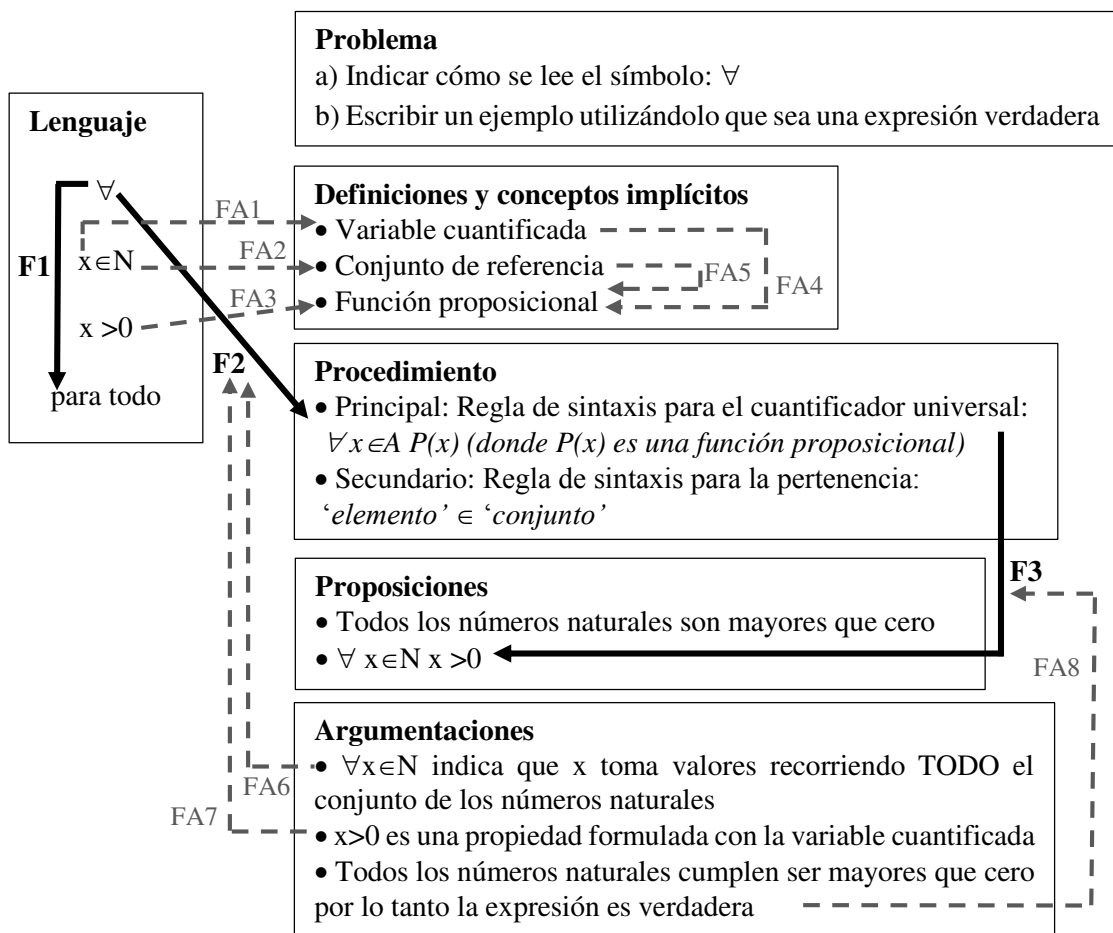 Problema
a) Indicar cómo se lee el símbolo: ∀
b) Escribir un ejemplo utilizándolo que sea una expresión verdadera
Lenguaje
∀
F1
x∈N
x >0
para todo
FA1
FA2
FA3
F2
Definiciones y conceptos implícitos
• Variable cuantificada
• Conjunto de referencia
• Función proposicional
FA5
FA4
Procedimiento
• Principal: Regla de sintaxis para el cuantificador universal:
∀ x∈A P(x) (donde P(x) es una función proposicional)
• Secundario: Regla de sintaxis para la pertenencia:
‘elemento’ ∈ ‘conjunto’
Proposiciones
• Todos los números naturales son mayores que cero
• ∀ x∈N x >0
F3
FA8
Argumentaciones
• ∀x∈N indica que x toma valores recorriendo TODO el
conjunto de los números naturales
• x>0 es una propiedad formulada con la variable cuantificada
• Todos los números naturales cumplen ser mayores que cero
por lo tanto la expresión es verdadera
FA6
FA7